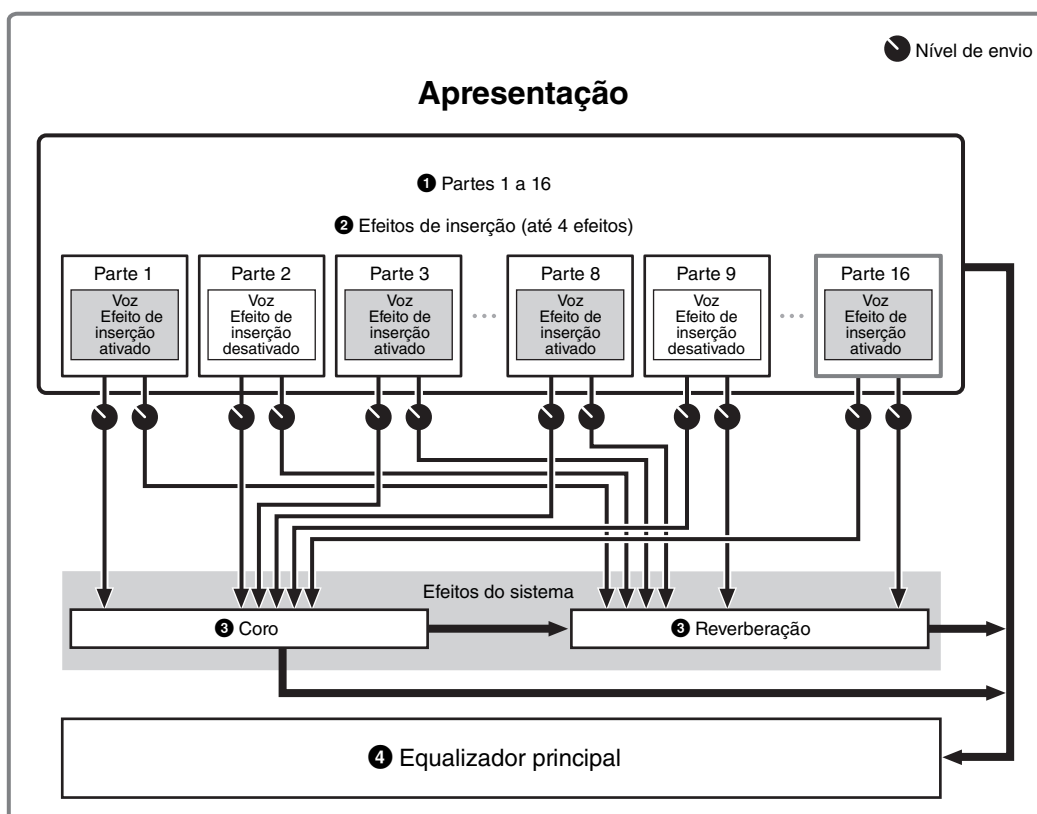 Nível de envio
Apresentação
❶ Partes 1 a 16
❷ Efeitos de inserção (até 4 efeitos)
Parte 1
Voz
Efeito de
inserção
ativado
Parte 2
Voz
Efeito de
inserção
desativado
Parte 3
Voz
Efeito de
inserção
ativado
Parte 8
Voz
Efeito de
inserção
ativado
Parte 9
Voz
Efeito de
inserção
desativado
Parte 16
Voz
Efeito de
inserção
ativado
Efeitos do sistema
❸ Coro
❸ Reverberação
❹ Equalizador principal